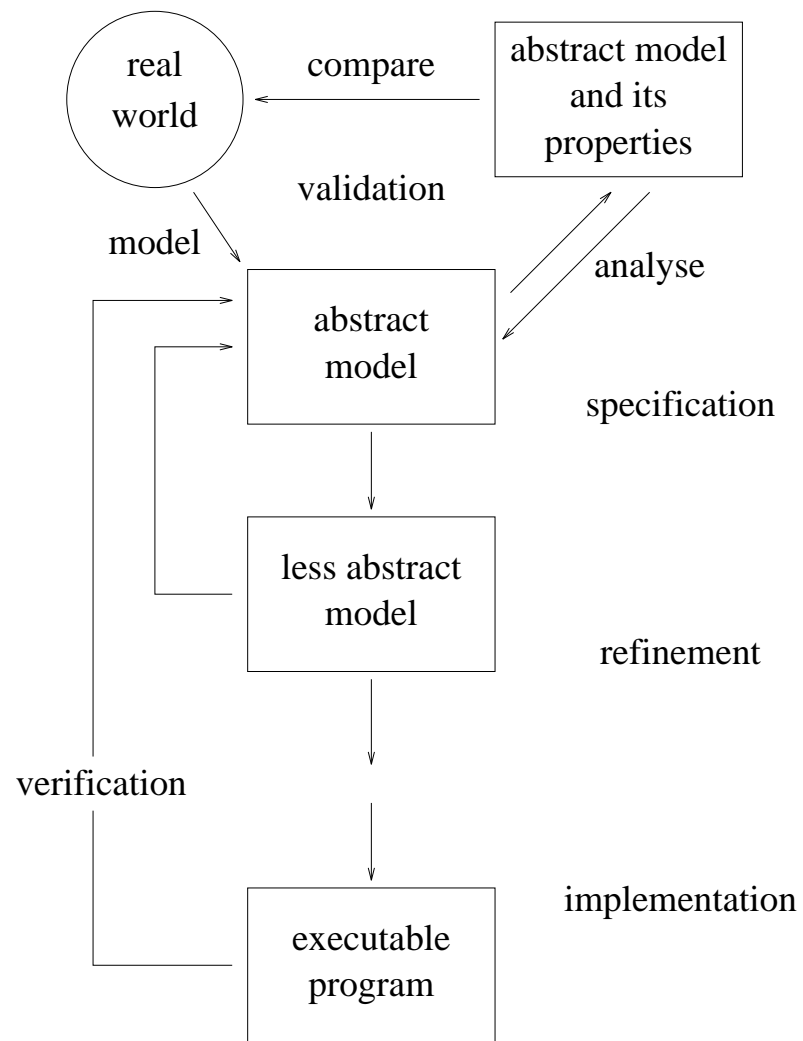 real
world
compare
abstract model
and its
properties
validation
model
analyse
abstract
model
specification
less abstract
model
refinement
verification
implementation
executable
program